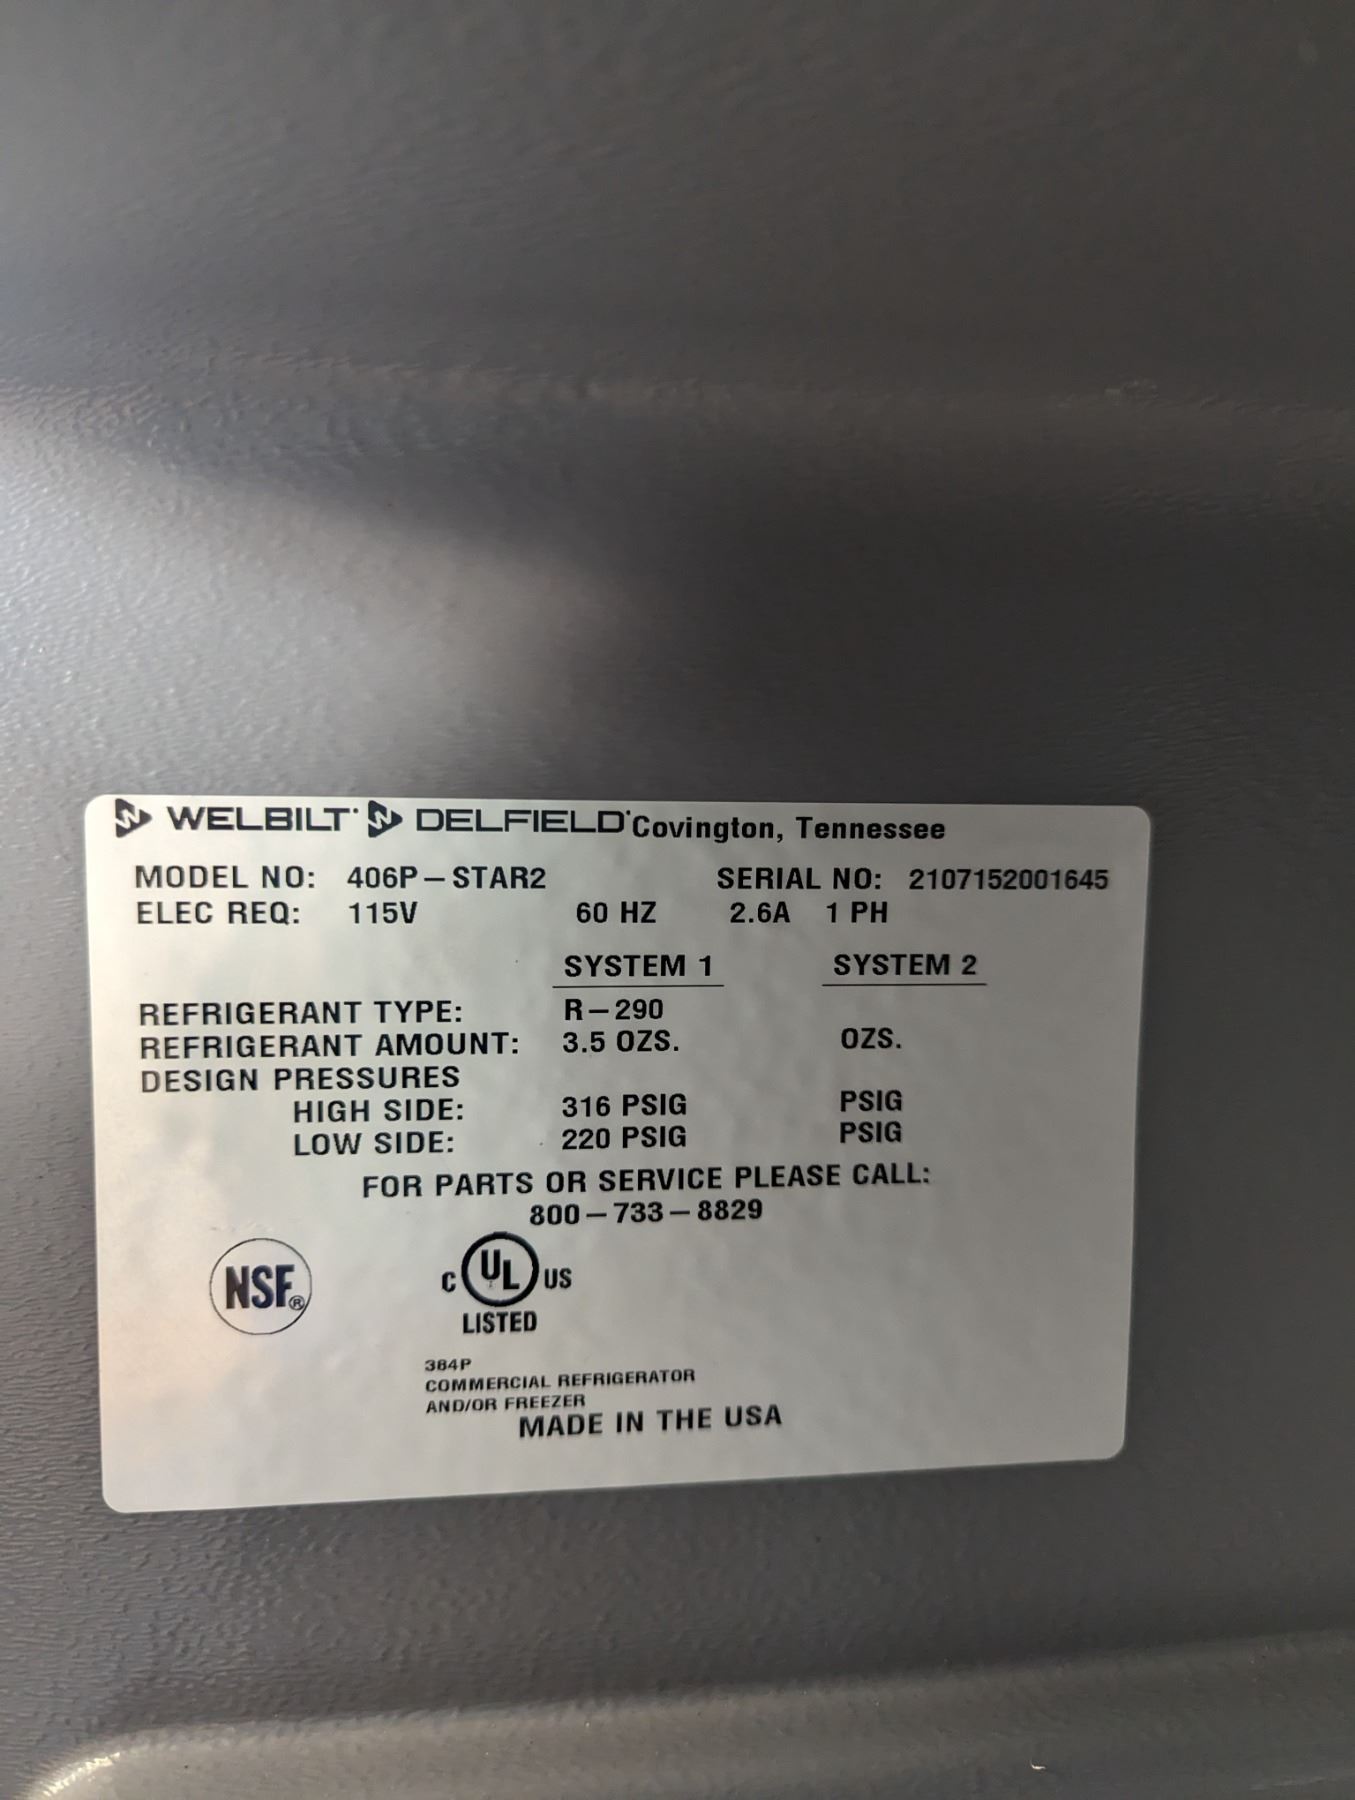 WELBILT DELFIELD Covington, Tennessee
MODEL NO: 406P-STAR2 SERIAL NO: 2107152001645
ELEC REQ: 115V 60 HZ 2.6A 1 PH
SYSTEM 1 SYSTEM 2
REFRIGERANT TYPE: R-290
REFRIGERANT AMOUNT: 3.5 OZS. OZS.
DESIGN PRESSURES
HIGH SIDE: 316 PSIG PSIG
LOW SIDE: 220 PSIG PSIG
FOR PARTS OR SERVICE PLEASE CALL:
800-733-8829
NSF®
C UL US
LISTED
384P
COMMERCIAL REFRIGERATOR
AND/OR FREEZER
MADE IN THE USA